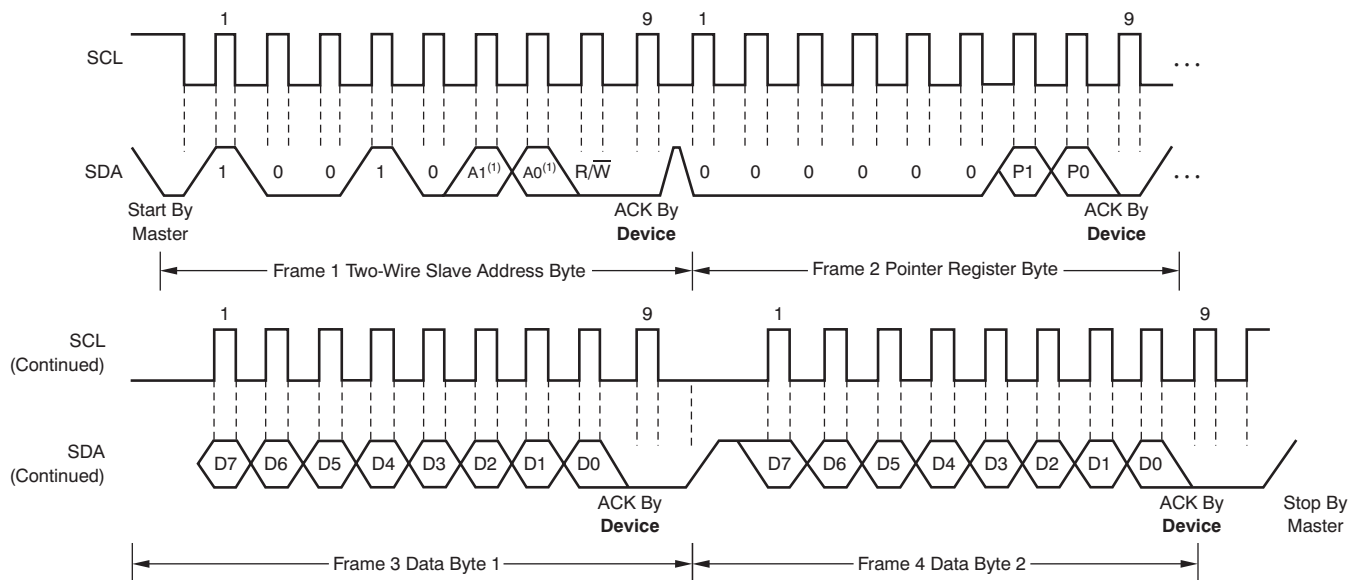 1 9 1 9
SCL ...
SDA 1 0 0 1 0 A1(1) A0(1) R/W̅ 0 0 0 0 0 0 P1 P0 ...
Start By Master
ACK By Device
ACK By Device
Frame 1 Two-Wire Slave Address Byte
Frame 2 Pointer Register Byte
1 9 1 9
SCL (Continued)
SDA (Continued) D7 D6 D5 D4 D3 D2 D1 D0 D7 D6 D5 D4 D3 D2 D1 D0
ACK By Device
ACK By Device
Stop By Master
Frame 3 Data Byte 1
Frame 4 Data Byte 2